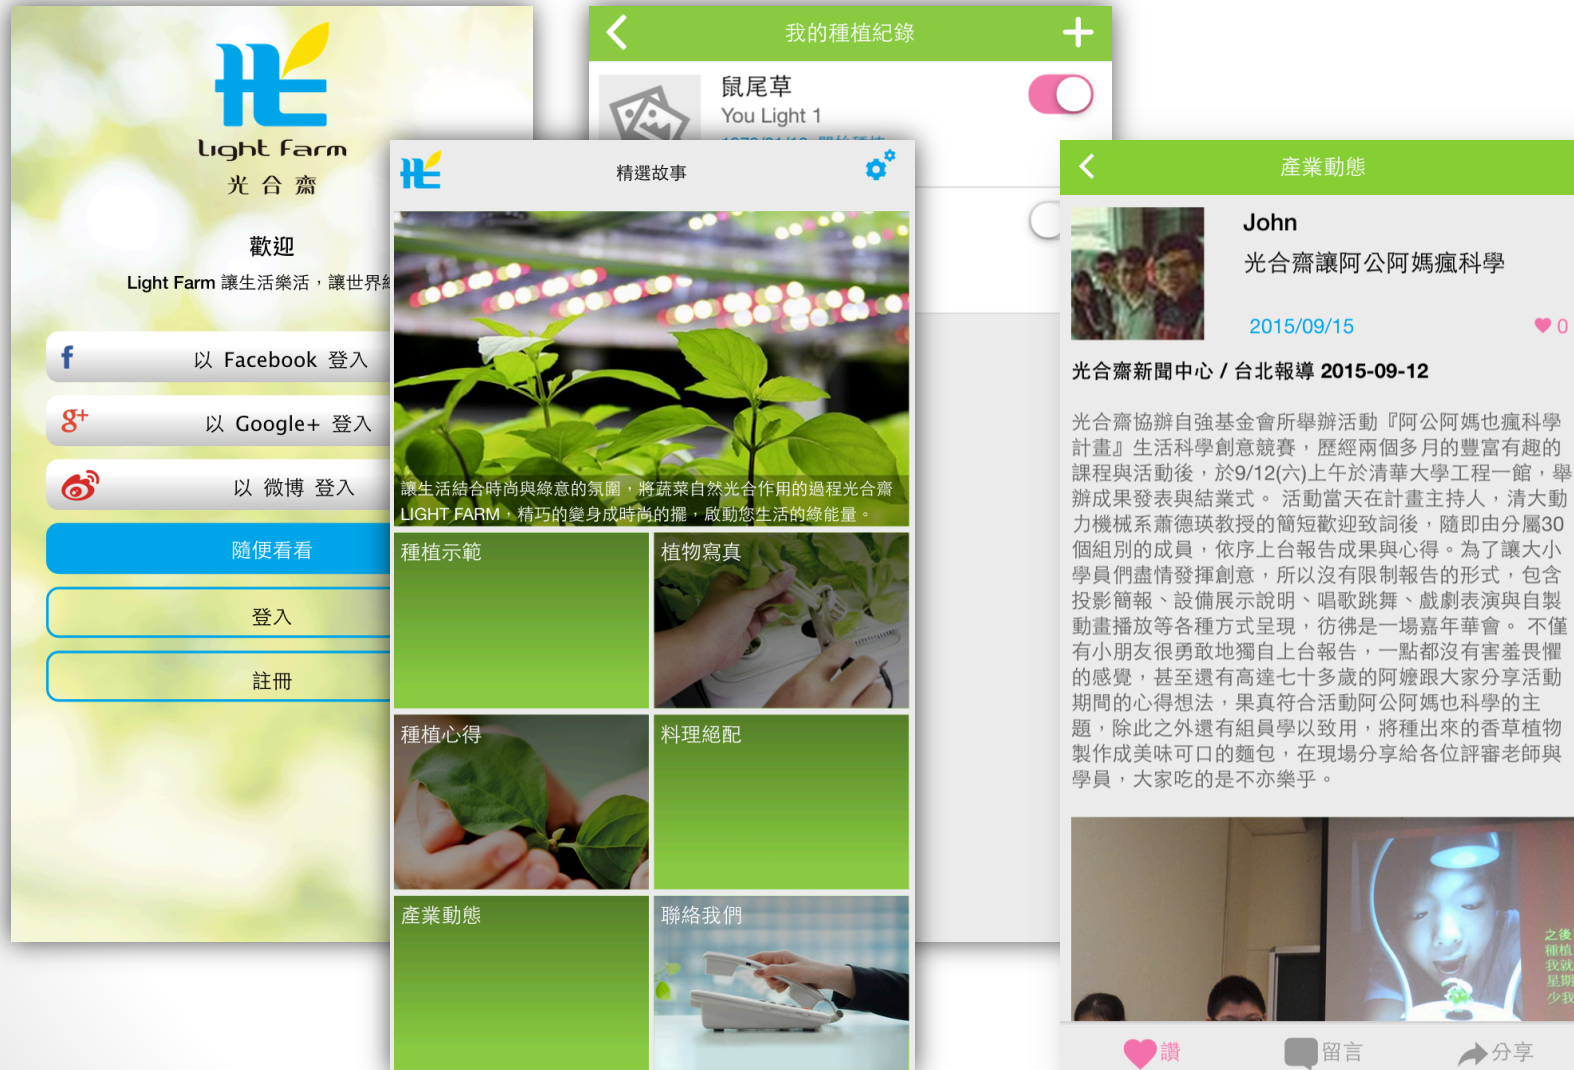 Light Farm
光合齋
歡迎
Light Farm 讓生活樂活，讓世界
f
以 Facebook 登入
g+
以 Google+ 登入
以 微博 登入
隨便看看
登入
註冊
我的種植紀錄
鼠尾草
You Light 1
精選故事
讓生活結合時尚與綠意的氛圍，將蔬菜自然光合作用的過程光合齋
LIGHT FARM，精巧的變身成時尚的擺，啟動您生活的綠能量。
種植示範
植物寫真
種植心得
料理絕配
產業動態
聯絡我們
產業動態
John
光合齋讓阿公阿媽瘋科學
2015/09/15
0
光合齋新聞中心 / 台北報導 2015-09-12
光合齋協辦自強基金會所舉辦活動『阿公阿媽也瘋科學
計畫』生活科學創意競賽，歷經兩個多月的豐富有趣的
課程與活動後，於9/12(六)上午於清華大學工程一館，舉
辦成果發表與結業式。 活動當天在計畫主持人，清大動
力機械系蕭德瑛教授的簡短歡迎致詞後，隨即由分屬30
個組別的成員，依序上台報告成果與心得。為了讓大小
學員們盡情發揮創意，所以沒有限制報告的形式，包含
投影簡報、設備展示說明、唱歌跳舞、戲劇表演與自製
動畫播放等各種方式呈現，彷彿是一場嘉年華會。 不僅
有小朋友很勇敢地獨自上台報告，一點都沒有害羞畏懼
的感覺，甚至還有高達七十多歲的阿嬤跟大家分享活動
期間的心得想法，果真符合活動阿公阿媽也科學的主
題，除此之外還有組員學以致用，將種出來的香草植物
製作成美味可口的麵包，在現場分享給各位評審老師與
學員，大家吃的是不亦樂乎。
之後
種植
我就
星期
少我
讚
留言
分享